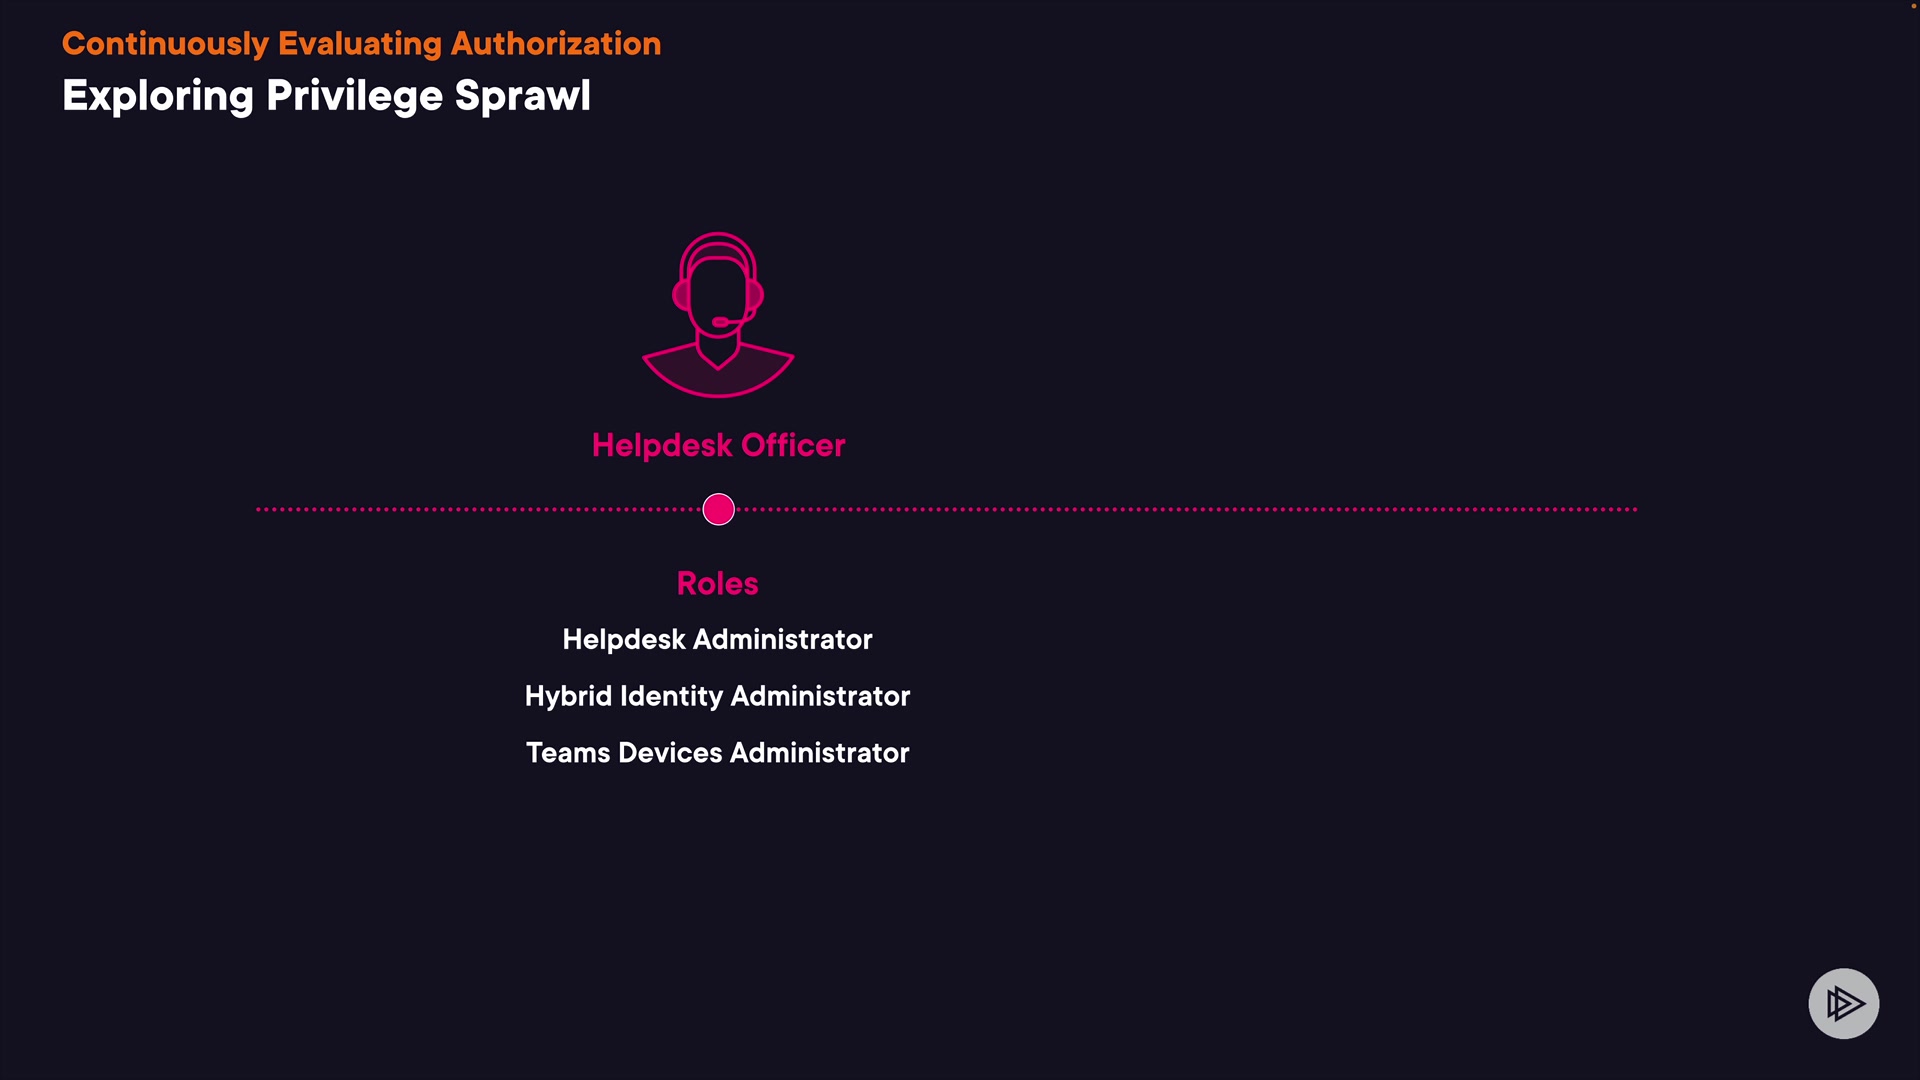 Continuously Evaluating Authorization
Exploring Privilege Sprawl
Helpdesk Officer
Roles
Helpdesk Administrator
Hybrid Identity Administrator
Teams Devices Administrator